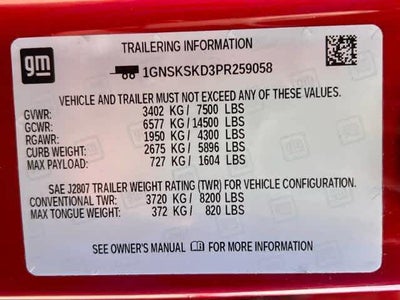 gm
TRAILERING INFORMATION
1GNSKSKD3PR259058
VEHICLE AND TRAILER MUST NOT EXCEED ANY OF THESE VALUES.
GVWR: 3402 KG/ 7500 LBS
GCWR: 6577 KG/ 14500 LBS
RGAWR: 1950 KG/ 4300 LBS
CURB WEIGHT: 2675 KG/ 5896 LBS
MAX PAYLOAD: 727 KG/ 1604 LBS
SAE J2807 TRAILER WEIGHT RATING (TWR) FOR VEHICLE CONFIGURATION.
CONVENTIONAL TWR: 3720 KG/ 8200 LBS
MAX TONGUE WEIGHT: 372 KG/ 820 LBS
SEE OWNER'S MANUAL FOR MORE INFORMATION